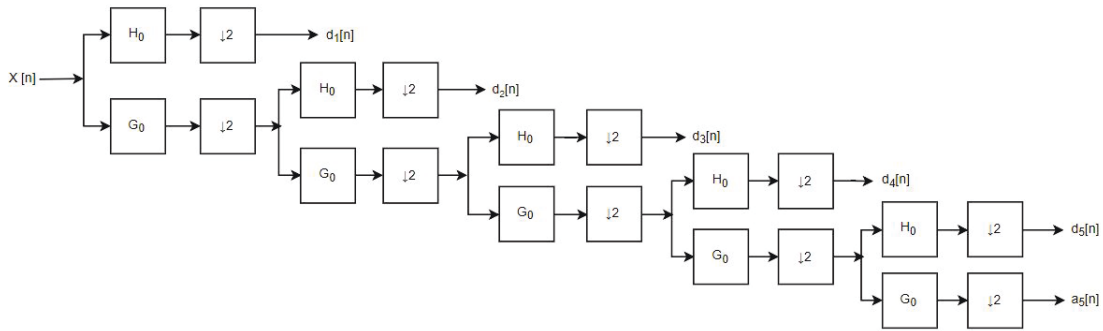 H₀ ↓2 d₁[n]
X [n]
H₀ ↓2 d₂[n]
G₀ ↓2
H₀ ↓2 d₃[n]
G₀ ↓2
H₀ ↓2 d₄[n]
G₀ ↓2
H₀ ↓2 d₅[n]
G₀ ↓2
G₀ ↓2 a₅[n]